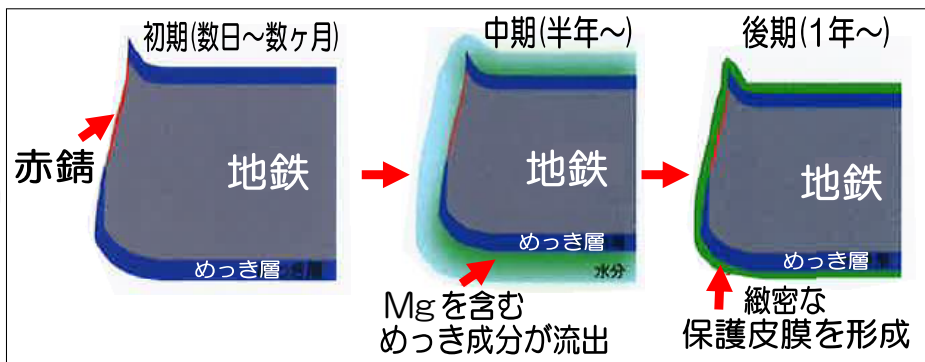 初期(数日～数ヶ月)
赤錆
地鉄
めっき層
中期(半年～)
地鉄
めっき層
水分
Mgを含む
めっき成分が流出
後期(1年～)
地鉄
めっき層
緻密な
保護皮膜を形成